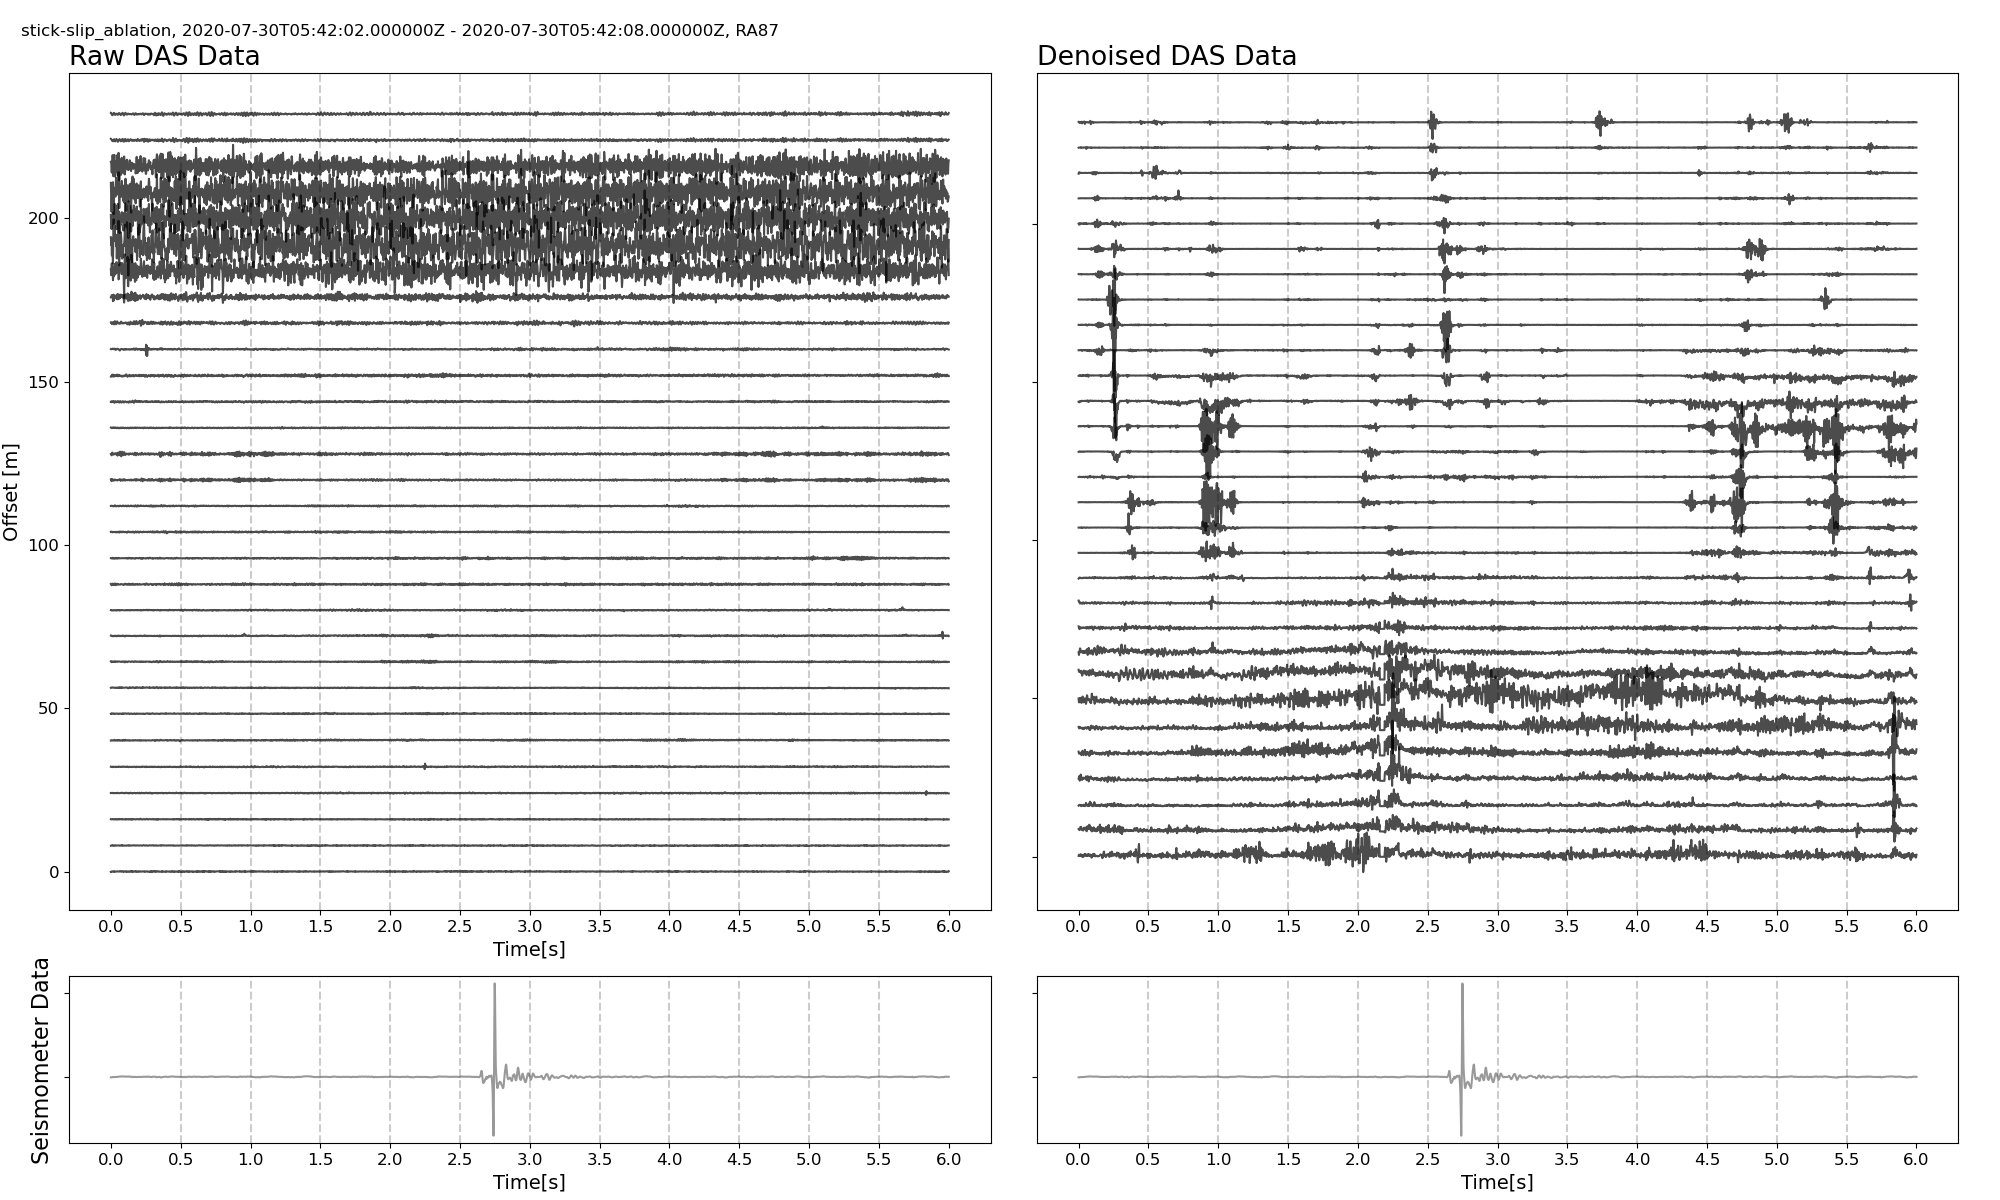 stick-slip_ablation, 2020-07-30T05:42:02.000000Z - 2020-07-30T05:42:08.000000Z, RA87
Raw DAS Data
Denoised DAS Data
Offset [m]
200
150
100
50
0
0.0 0.5 1.0 1.5 2.0 2.5 3.0 3.5 4.0 4.5 5.0 5.5 6.0
Time[s]
0.0 0.5 1.0 1.5 2.0 2.5 3.0 3.5 4.0 4.5 5.0 5.5 6.0
Seismometer Data
0.0 0.5 1.0 1.5 2.0 2.5 3.0 3.5 4.0 4.5 5.0 5.5 6.0
Time[s]
0.0 0.5 1.0 1.5 2.0 2.5 3.0 3.5 4.0 4.5 5.0 5.5 6.0
Time[s]